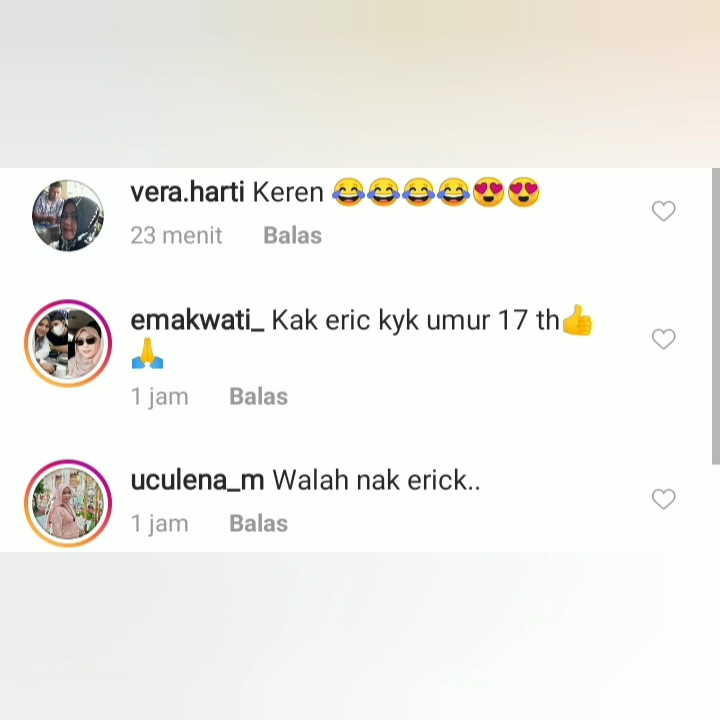 vera.harti Keren 😂😂😂😂😍😍
23 menit Balas
emakwati_ Kak eric kyk umur 17 th👍
🙏
1 jam Balas
uculena_m Walah nak erick..
1 jam Balas